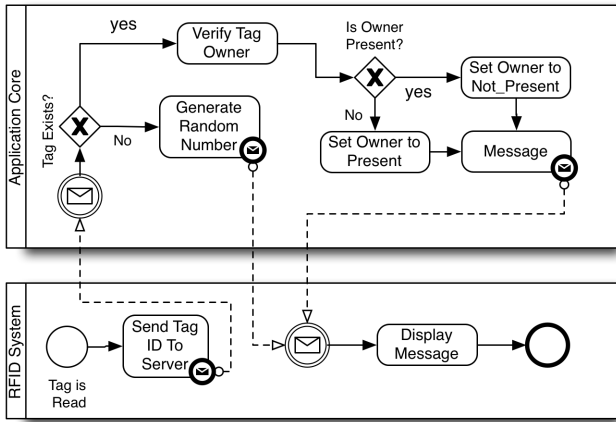 Application Core
Tag Exists?
yes
No
Verify Tag
Owner
Generate
Random
Number
Is Owner
Present?
yes
No
Set Owner to
Not_Present
Set Owner to
Present
Message
RFID System
Tag is
Read
Send Tag
ID To
Server
Display
Message